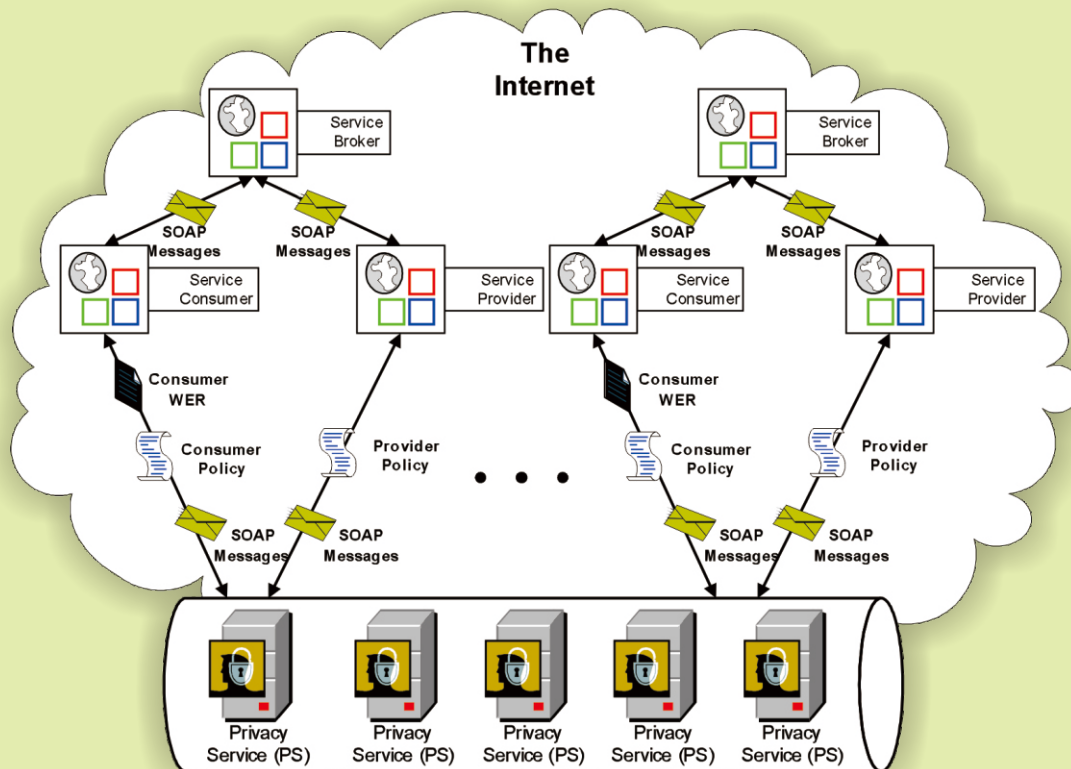 The
Internet
Service
Broker
Service
Broker
SOAP
Messages
SOAP
Messages
SOAP
Messages
SOAP
Messages
Service
Consumer
Service
Provider
Service
Consumer
Service
Provider
Consumer
WER
Consumer
WER
Consumer
Policy
Provider
Policy
Consumer
Policy
Provider
Policy
SOAP
Messages
SOAP
Messages
SOAP
Messages
SOAP
Messages
Privacy
Service (PS)
Privacy
Service (PS)
Privacy
Service (PS)
Privacy
Service (PS)
Privacy
Service (PS)